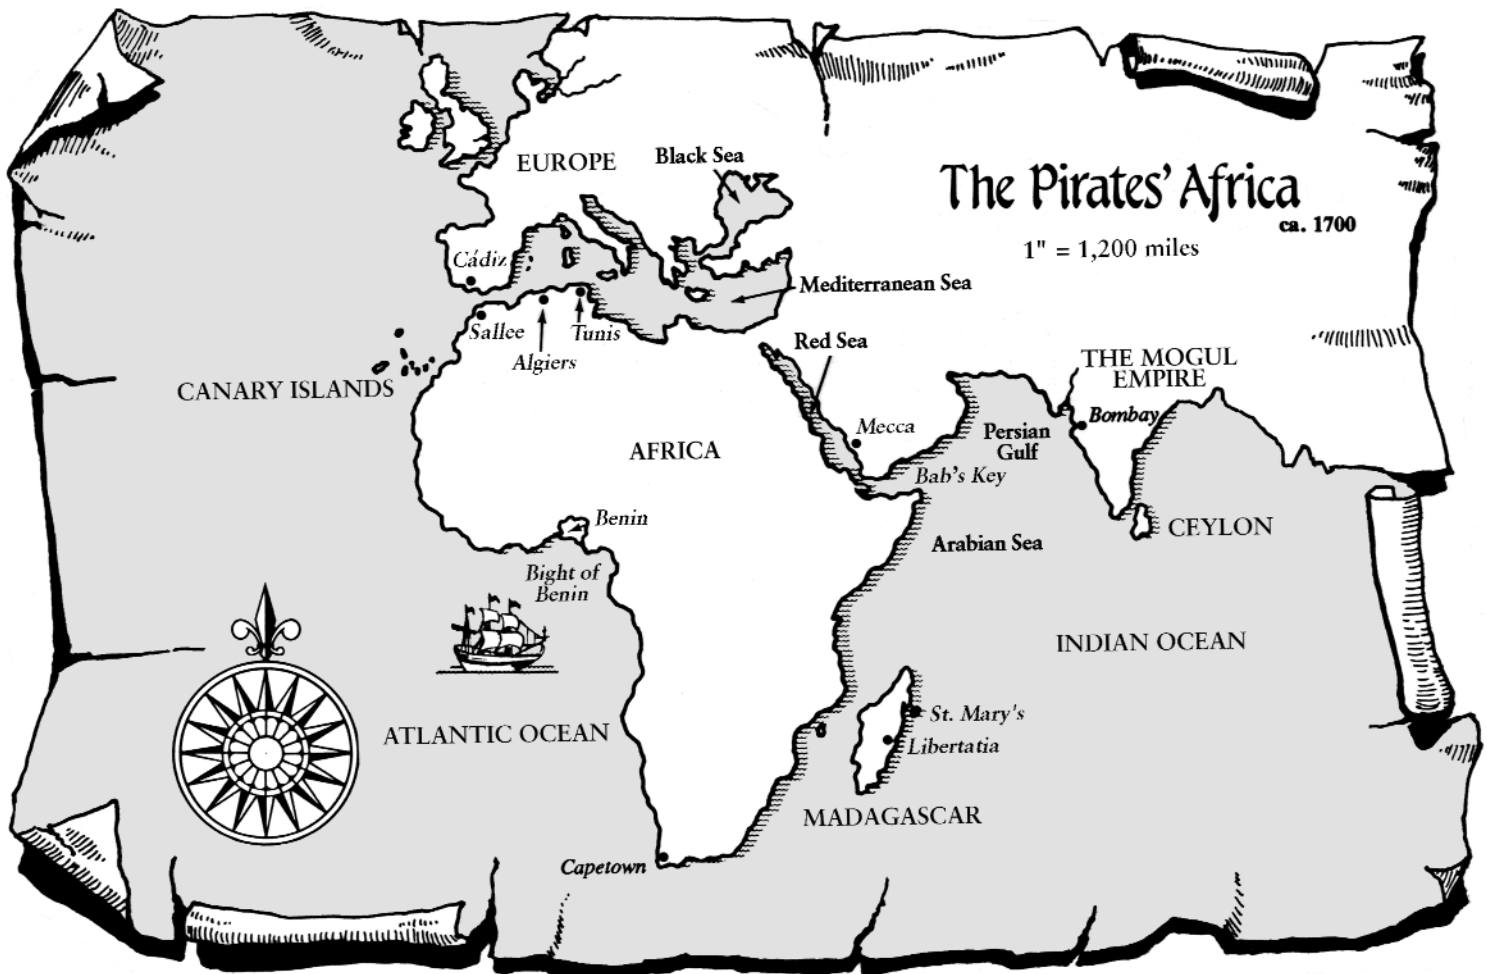 EUROPE
Black Sea
The Pirates' Africa
ca. 1700
1" = 1,200 miles
Cádiz
Mediterranean Sea
Sallee
Tunis
Algiers
Red Sea
THE MOGUL
EMPIRE
CANARY ISLANDS
Bombay
Mecca
Persian
Gulf
AFRICA
Bab's Key
Benin
CEYLON
Arabian Sea
Bight of
Benin
INDIAN OCEAN
St. Mary's
ATLANTIC OCEAN
Libertatia
MADAGASCAR
Capetown